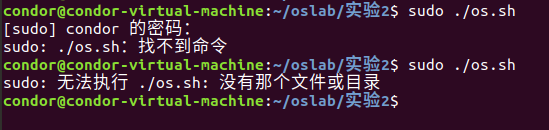 condor@condor-virtual-machine:~/oslab/实验2$ sudo ./os.sh
[sudo] condor 的密码：
sudo: ./os.sh：找不到命令
condor@condor-virtual-machine:~/oslab/实验2$ sudo ./os.sh
sudo: 无法执行 ./os.sh: 没有那个文件或目录
condor@condor-virtual-machine:~/oslab/实验2$